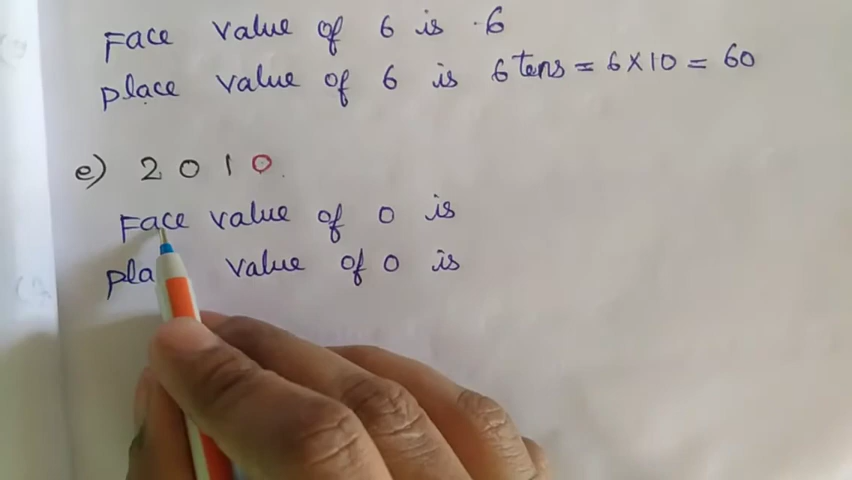 Face value of 6 is 6
place value of 6 is 6 tens = 6 × 10 = 60
e) 2 0 1 0
Face value of 0 is
value of 0 is